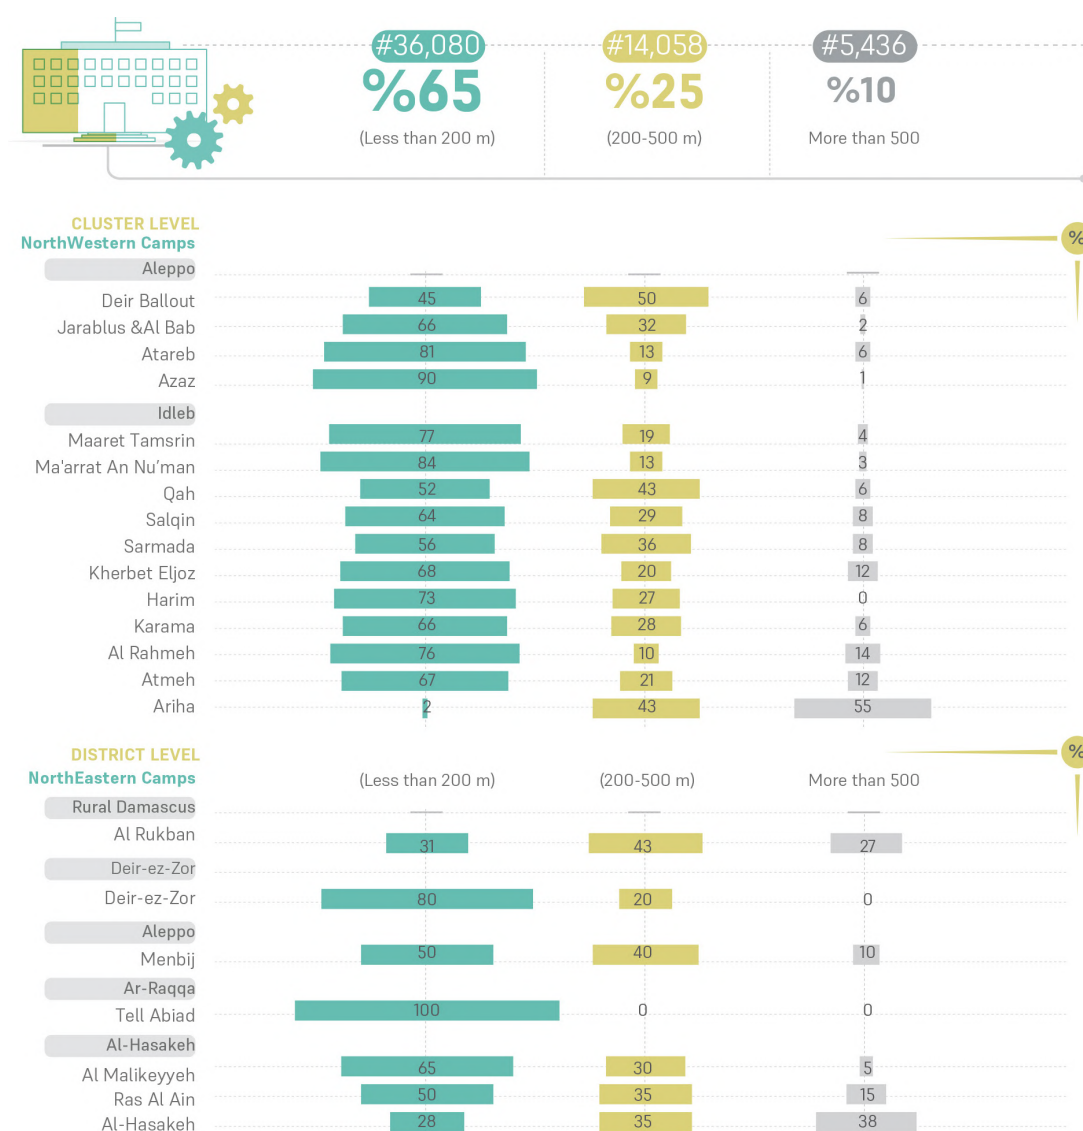 #36,080 #14,058 #5,436
%65 %25 %10
(Less than 200 m) (200-500 m) More than 500
CLUSTER LEVEL
NorthWestern Camps %
Aleppo
Deir Ballout 45 50 6
Jarablus &Al Bab 66 32 2
Atareb 81 13 6
Azaz 90 9 1
Idleb
Maaret Tamsrin 77 19 4
Ma'arrat An Nu’man 84 13 3
Qah 52 43 6
Salqin 64 29 8
Sarmada 56 36 8
Kherbet Eljoz 68 20 12
Harim 73 27 0
Karama 66 28 6
Al Rahmeh 76 10 14
Atmeh 67 21 12
Ariha 2 43 55
DISTRICT LEVEL %
NorthEastern Camps (Less than 200 m) (200-500 m) More than 500
Rural Damascus
Al Rukban 31 43 27
Deir-ez-Zor
Deir-ez-Zor 80 20 0
Aleppo
Menbij 50 40 10
Ar-Raqqa
Tell Abiad 100 0 0
Al-Hasakeh
Al Malikeyyeh 65 30 5
Ras Al Ain 50 35 15
Al-Hasakeh 28 35 38